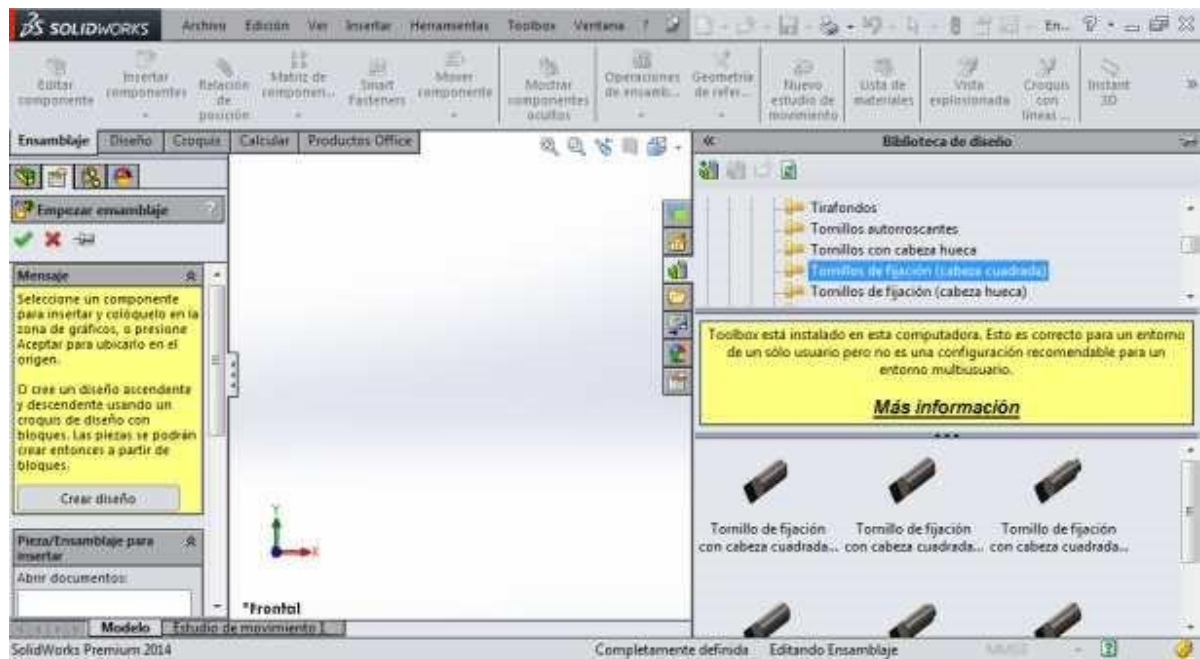 SOLIDWORKS
Archivo Edición Ver Insertar Herramientas Toolbox Ventana ?
En...
Editar componente
Insertar componentes
Relación de posición
Matriz de componen...
Smart Fasteners
Mover componente
Mostrar componentes ocultos
Operaciones de ensamb...
Geometría de refer...
Nuevo estudio de movimiento
Lista de materiales
Vista explosionada
Croquis con líneas ...
Instant 3D
Ensamblaje Diseño Croquis Calcular Productos Office
Empezar ensamblaje
Mensaje
Seleccione un componente
para insertar y colóquelo en la
zona de gráficos, o presione
Aceptar para ubicarlo en el
origen.
O cree un diseño ascendente
y descendente usando un
croquis de diseño con
bloques. Las piezas se podrán
crear entonces a partir de
bloques.
Crear diseño
Pieza/Ensamblaje para
insertar
Abrir documentos:
Y
X
*Frontal
Modelo Estudio de movimiento 1
Biblioteca de diseño
Tirafondos
Tornillos autorroscantes
Tornillos con cabeza hueca
Tornillos de fijación (cabeza cuadrada)
Tornillos de fijación (cabeza hueca)
Toolbox está instalado en esta computadora. Esto es correcto para un entorno
de un sólo usuario pero no es una configuración recomendable para un
entorno multiusuario.
Más información
Tornillo de fijación
con cabeza cuadrada...
Tornillo de fijación
con cabeza cuadrada...
Tornillo de fijación
con cabeza cuadrada...
SolidWorks Premium 2014
Completamente definida Editando Ensamblaje